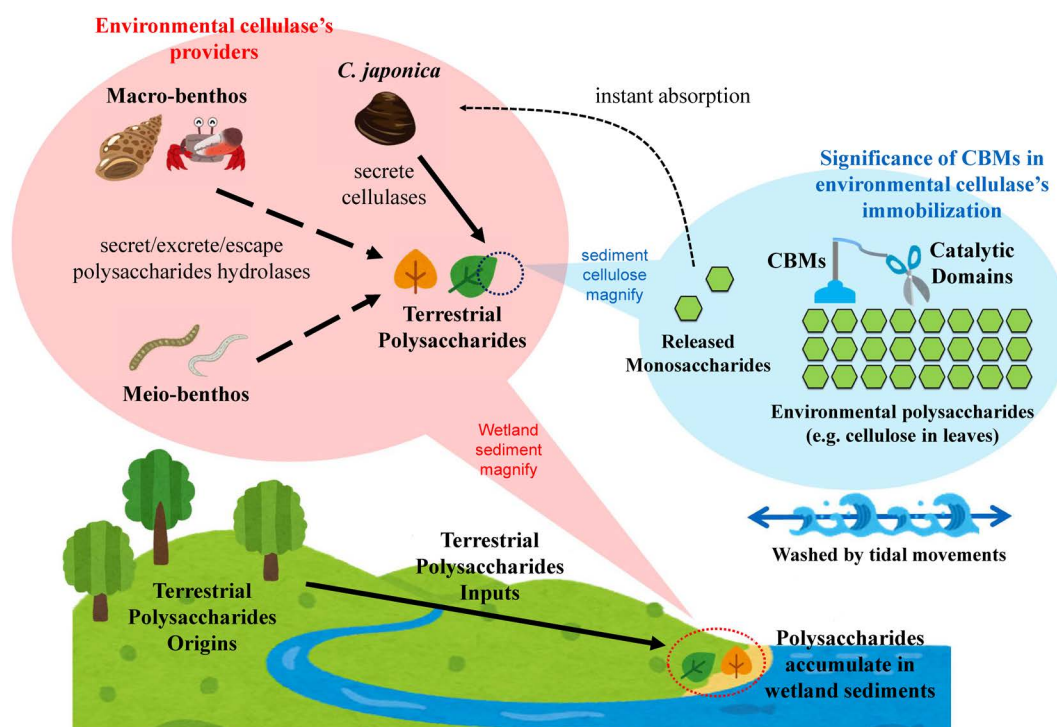 Environmental cellulase's
providers
Macro-benthos
C. japonica
secrete
cellulases
secret/excrete/escape
polysaccharids hydrolases
Terrestrial
Polysaccharides
Meio-benthos
instant absorption
Significance of CBMs in
environmental cellulase's
immobilization
CBMs
Catalytic
Domains
sediment
cellulose
magnify
Released
Monosaccharides
Environmental polysaccharides
(e.g. cellulose in leaves)
Washed by tidal movements
Wetland
sediment
magnify
Terrestrial
Polysaccharides
Inputs
Terrestrial
Polysaccharides
Origins
Polysaccharides
accumulate in
wetland sediments